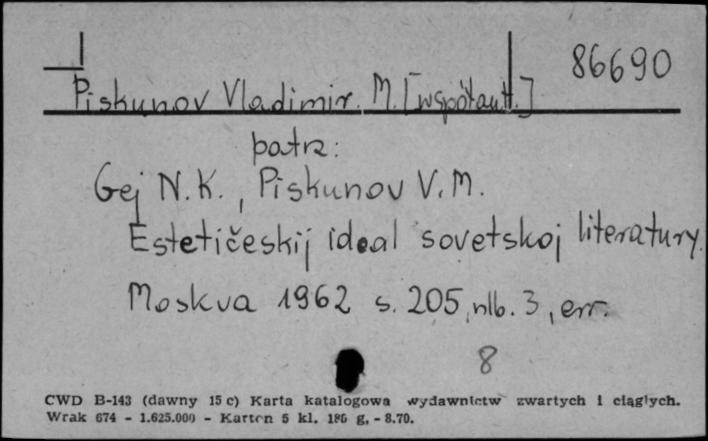 86690
Piskunov Vladimir M. [współaut.]
patrz:
Gej N.K., Piskunov V.M.
Estetičeskij ideal sovetskoj literatury.
Moskva 1962 s. 205, nlb. 3, err.
8
CWD B-143 (dawny 15 c) Karta katalogowa wydawnictw zwartych i ciągłych.
Wrak 674 - 1.625.000 - Karton 5 kl. 180 g. - 8.70.